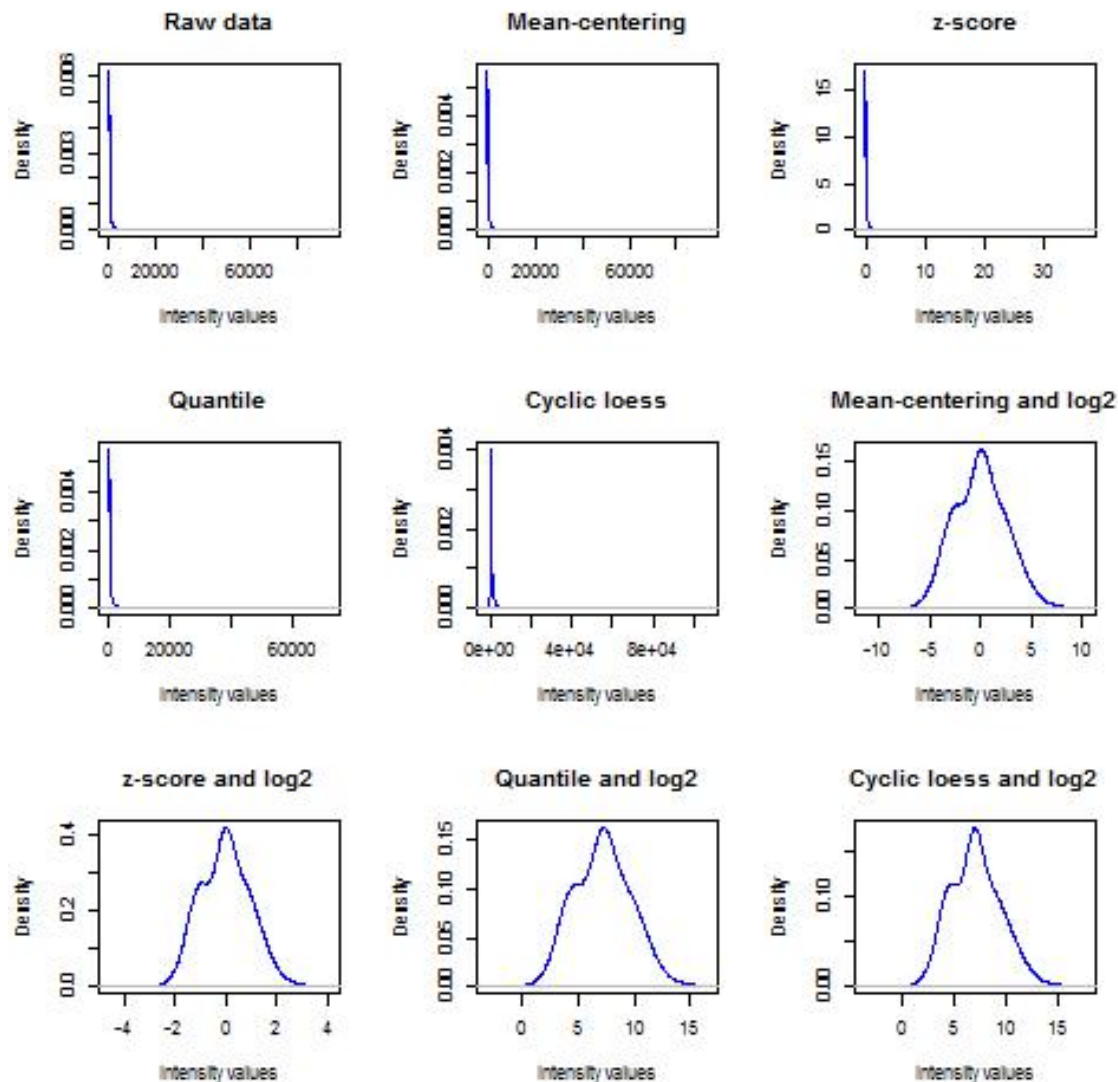 Raw data
Mean-centering
z-score
Density
0.000
0.003
0.006
0 20000 60000
Intensity values
Density
0.000
0.002
0.004
0 20000 60000
Intensity values
Density
0
5
10
15
0 10 20 30
Intensity values
Quantile
Cyclic loess
Mean-centering and log2
Density
0.000
0.002
0.004
0 20000 60000
Intensity values
Density
0.000
0.002
0.004
0e+00 4e+04 8e+04
Intensity values
Density
0.00
0.05
0.10
0.15
-10 -5 0 5 10
Intensity values
z-score and log2
Quantile and log2
Cyclic loess and log2
Density
0.0
0.2
0.4
-4 -2 0 2 4
Intensity values
Density
0.00
0.05
0.10
0.15
0 5 10 15
Intensity values
Density
0.00
0.10
0 5 10 15
Intensity values